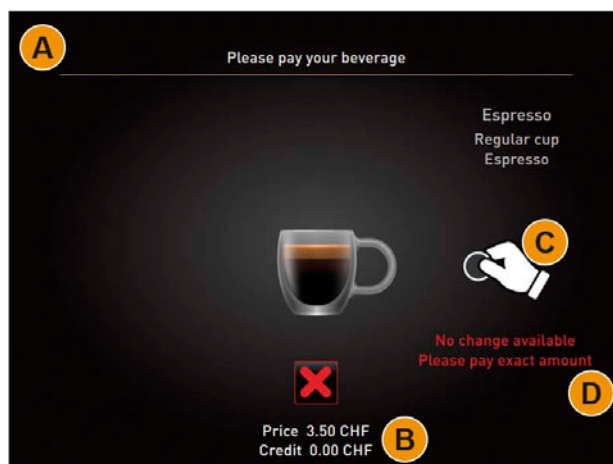 A
Please pay your beverage
Espresso
Regular cup
Espresso
C
No change available
Please pay exact amount
D
Price 3.50 CHF
B
Credit 0.00 CHF